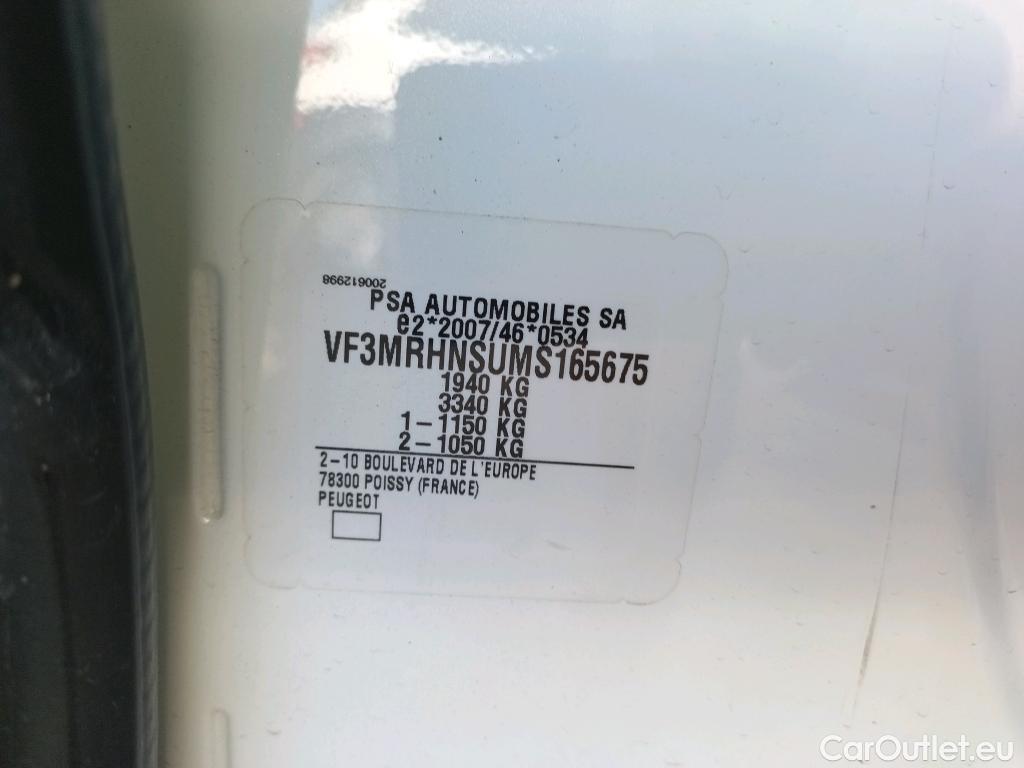 200612998
PSA AUTOMOBILES SA
e2*2007/46*0534
VF3MRHNSUMS165675
1940 KG
3340 KG
1-1150 KG
2-1050 KG
2-10 BOULEVARD DE L'EUROPE
78300 POISSY (FRANCE)
PEUGEOT
CarOutlet.eu